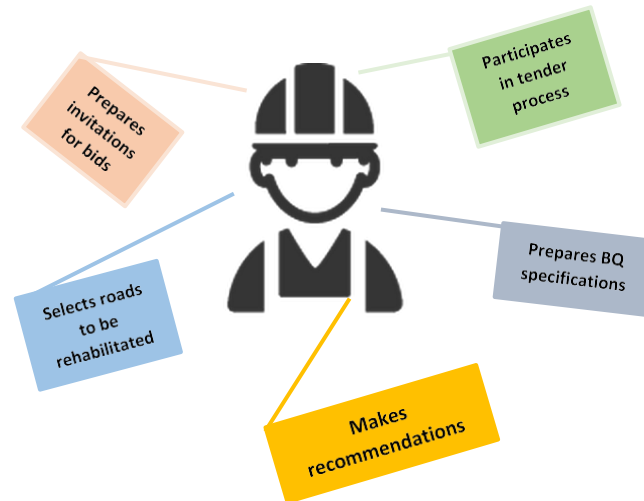 Prepares
invitations
for bids
Participates
in tender
process
Selects roads
to be
rehabilitated
Prepares BQ
specifications
Makes
recommendations